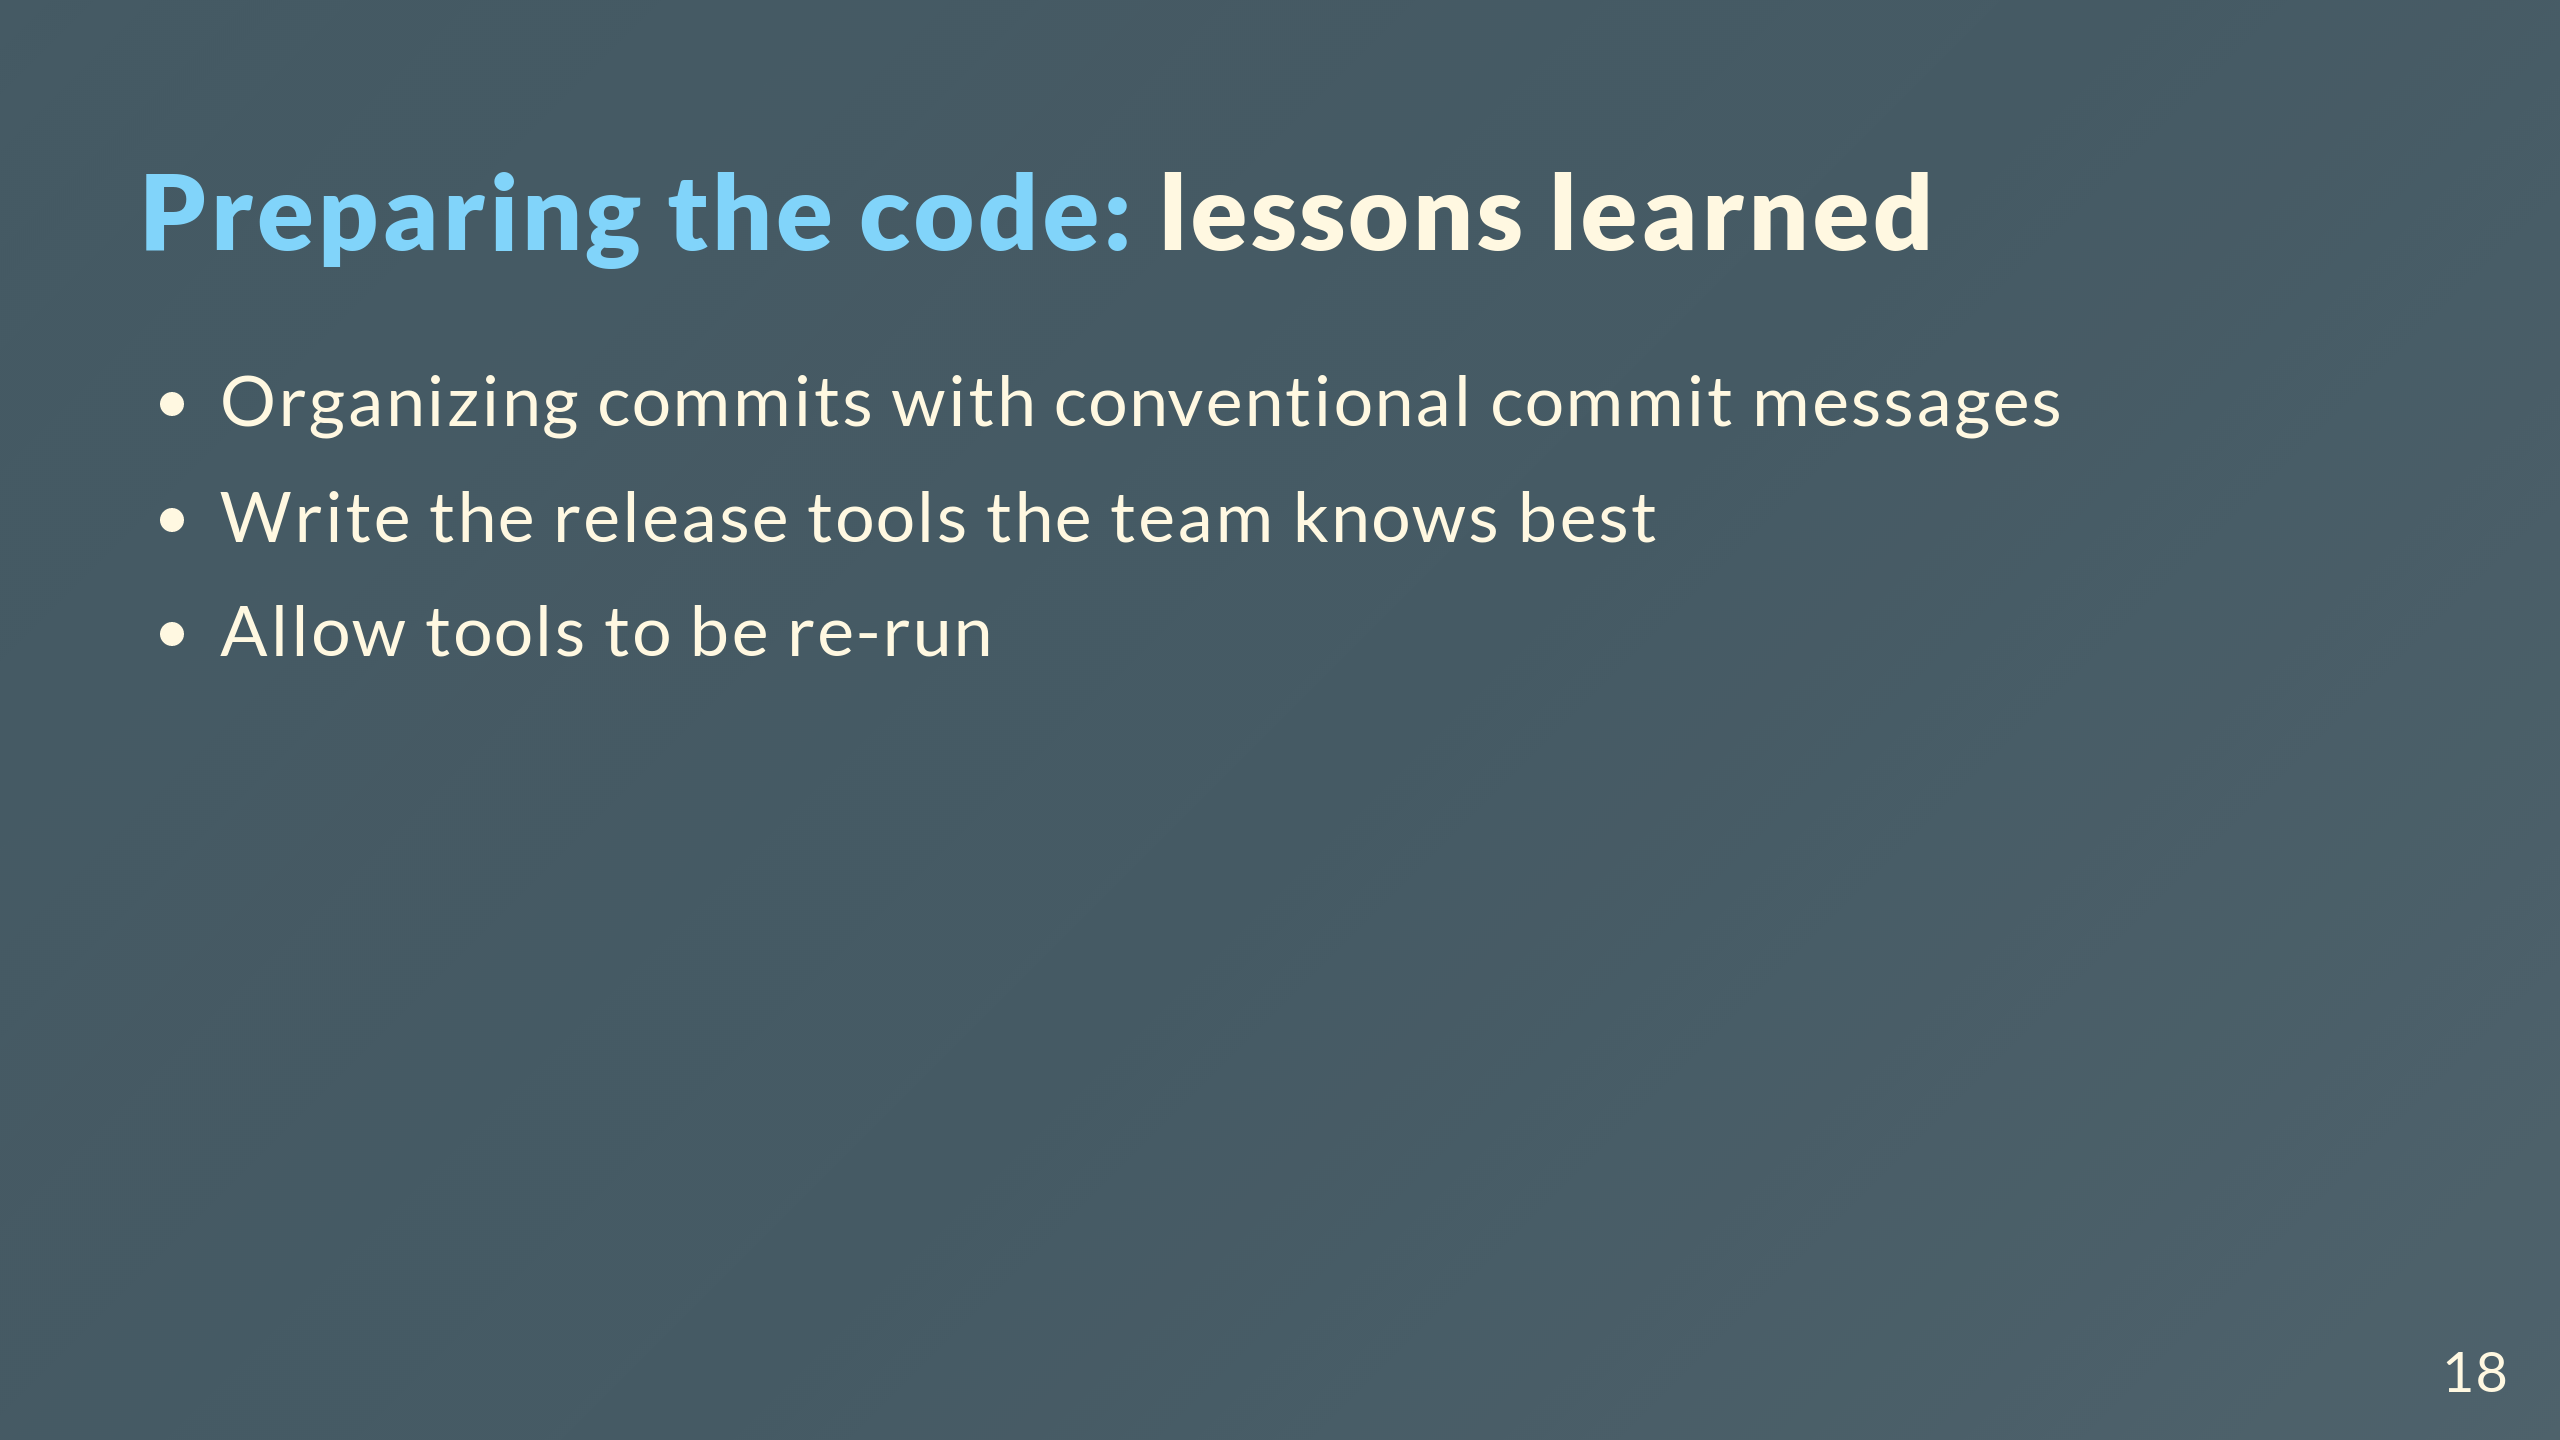 Preparing the code: lessons learned
• Organizing commits with conventional commit messages
• Write the release tools the team knows best
• Allow tools to be re-run
18